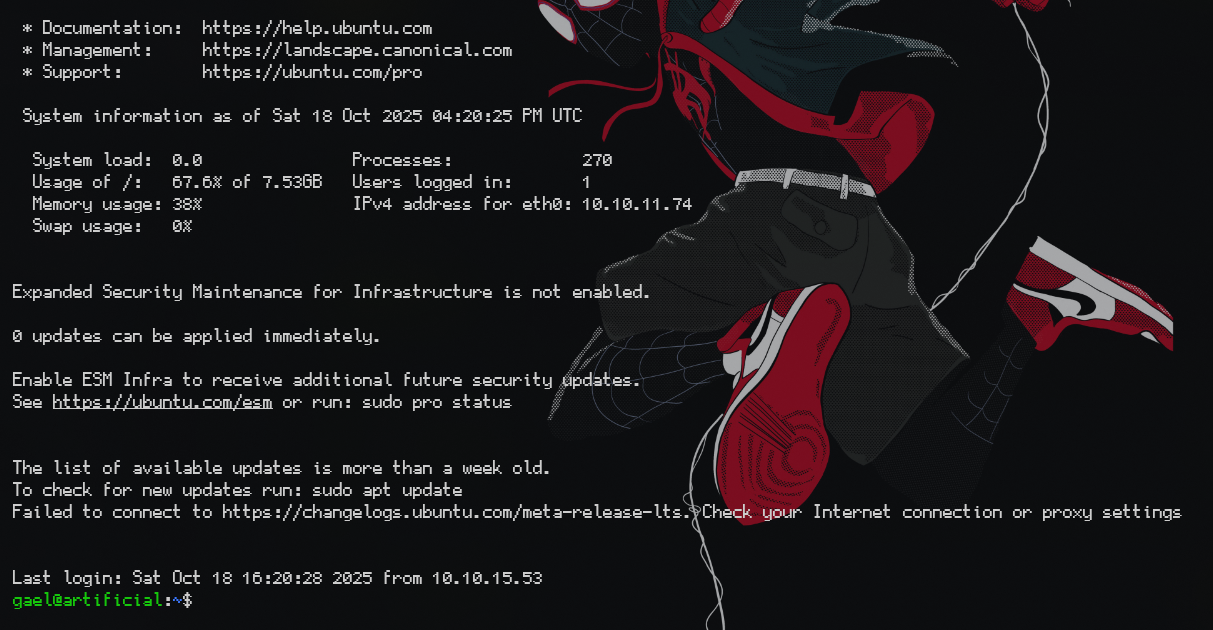 * Documentation:  https://help.ubuntu.com
* Management:     https://landscape.canonical.com
* Support:        https://ubuntu.com/pro
System information as of Sat 18 Oct 2025 04:20:25 PM UTC
System load:  0.0               Processes:             270
Usage of /:   67.6% of 7.53GB   Users logged in:       1
Memory usage: 38%               IPv4 address for eth0: 10.10.11.74
Swap usage:   0%
Expanded Security Maintenance for Infrastructure is not enabled.
0 updates can be applied immediately.
Enable ESM Infra to receive additional future security updates.
See https://ubuntu.com/esm or run: sudo pro status
The list of available updates is more than a week old.
To check for new updates run: sudo apt update
Failed to connect to https://changelogs.ubuntu.com/meta-release-lts. Check your Internet connection or proxy settings
Last login: Sat Oct 18 16:20:28 2025 from 10.10.15.53
gael@artificial:~$